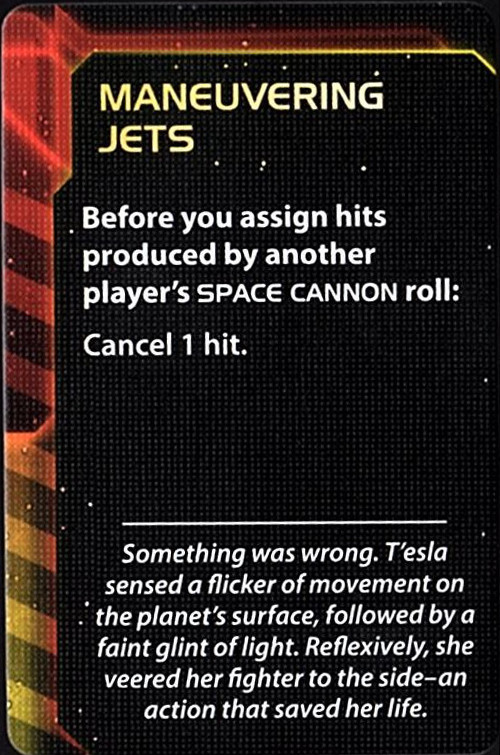 MANEUVERING
JETS
Before you assign hits
produced by another
player's SPACE CANNON roll:
Cancel 1 hit.
Something was wrong. T'esla
sensed a flicker of movement on
the planet's surface, followed by a
faint glint of light. Reflexively, she
veered her fighter to the side–an
action that saved her life.